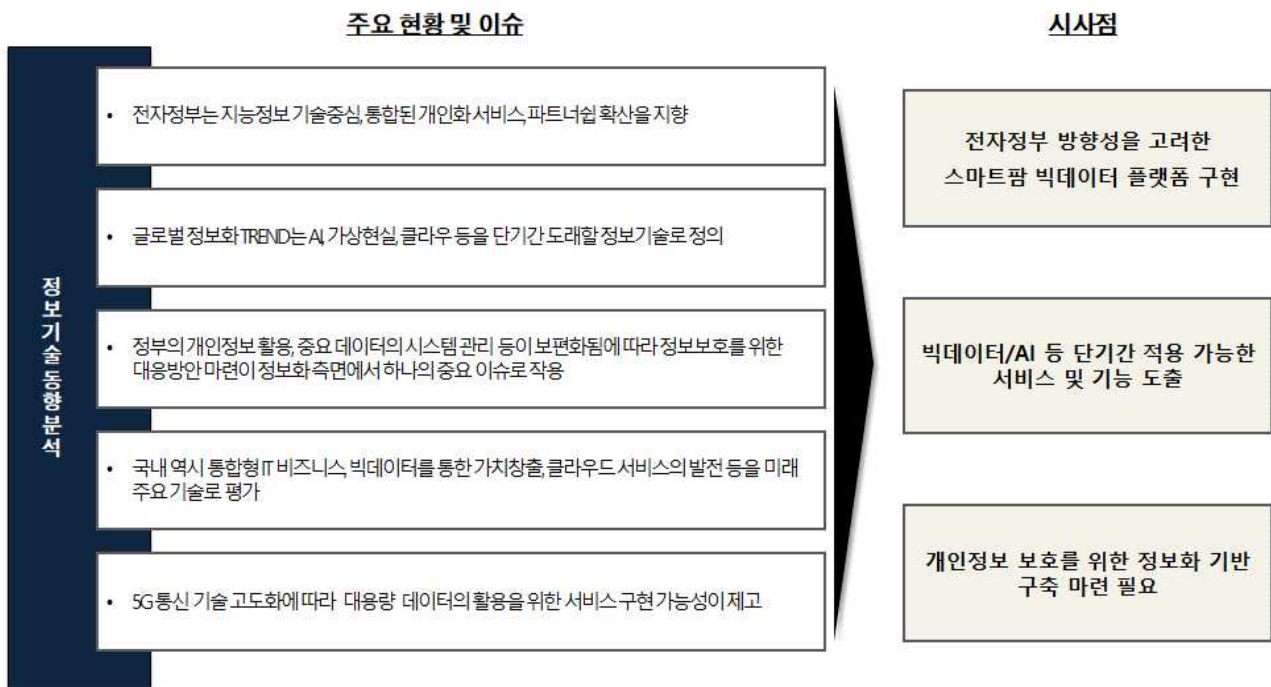 주요 현황 및 이슈
시사점
정보기술동향분석
• 전자정부는 지능정보 기술중심, 통합된 개인화 서비스, 파트너쉽 확산을 지향
• 글로벌 정보화 TREND는 AI, 가상현실, 클라우 등을 단기간 도래할 정보기술로 정의
• 정부의 개인정보 활용, 중요 데이터의 시스템 관리 등이 보편화됨에 따라 정보보호를 위한
대응방안 마련이 정보화 측면에서 하나의 중요 이슈로 작용
• 국내 역시 통합형 IT 비즈니스, 빅데이터를 통한 가치창출, 클라우드 서비스의 발전 등을 미래
주요 기술로 평가
• 5G 통신 기술 고도화에 따라 대용량 데이터의 활용을 위한 서비스 구현 가능성이 제고
전자정부 방향성을 고려한
스마트팜 빅데이터 플랫폼 구현
빅데이터/AI 등 단기간 적용 가능한
서비스 및 기능 도출
개인정보 보호를 위한 정보화 기반
구축 마련 필요